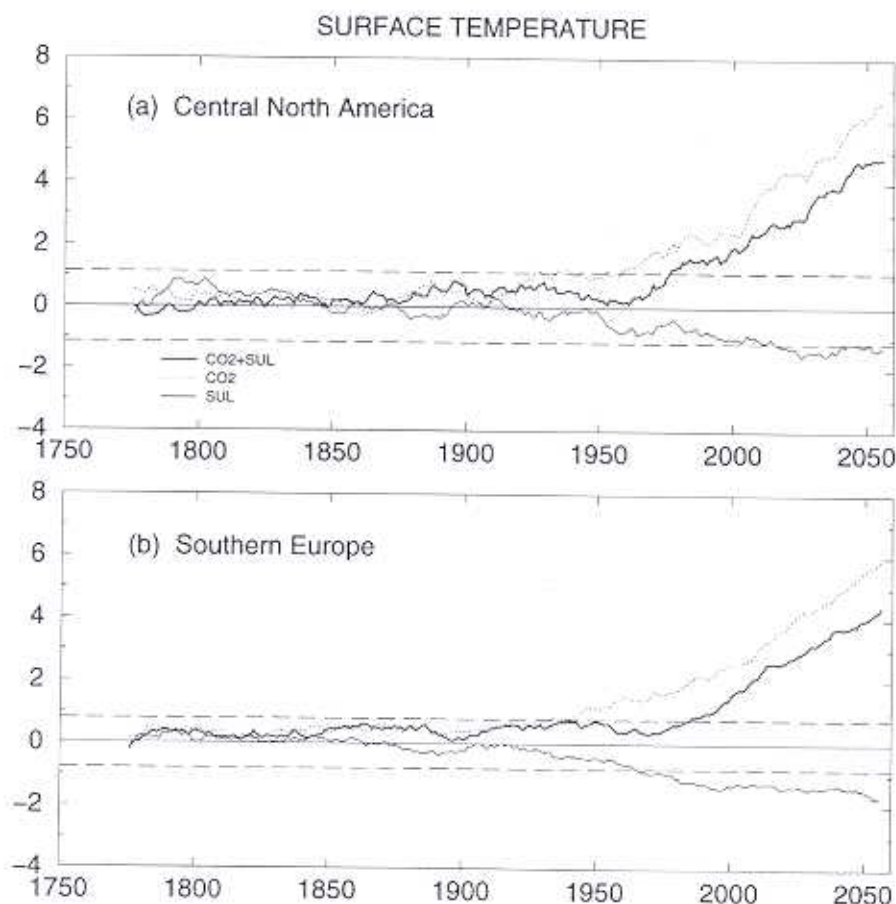 SURFACE TEMPERATURE
8
(a) Central North America
6
4
2
0
CO2+SUL
-2
CO2
SUL
-4
1750 1800 1850 1900 1950 2000 2050
8
(b) Southern Europe
6
4
2
0
-2
-4
1750 1800 1850 1900 1950 2000 2050